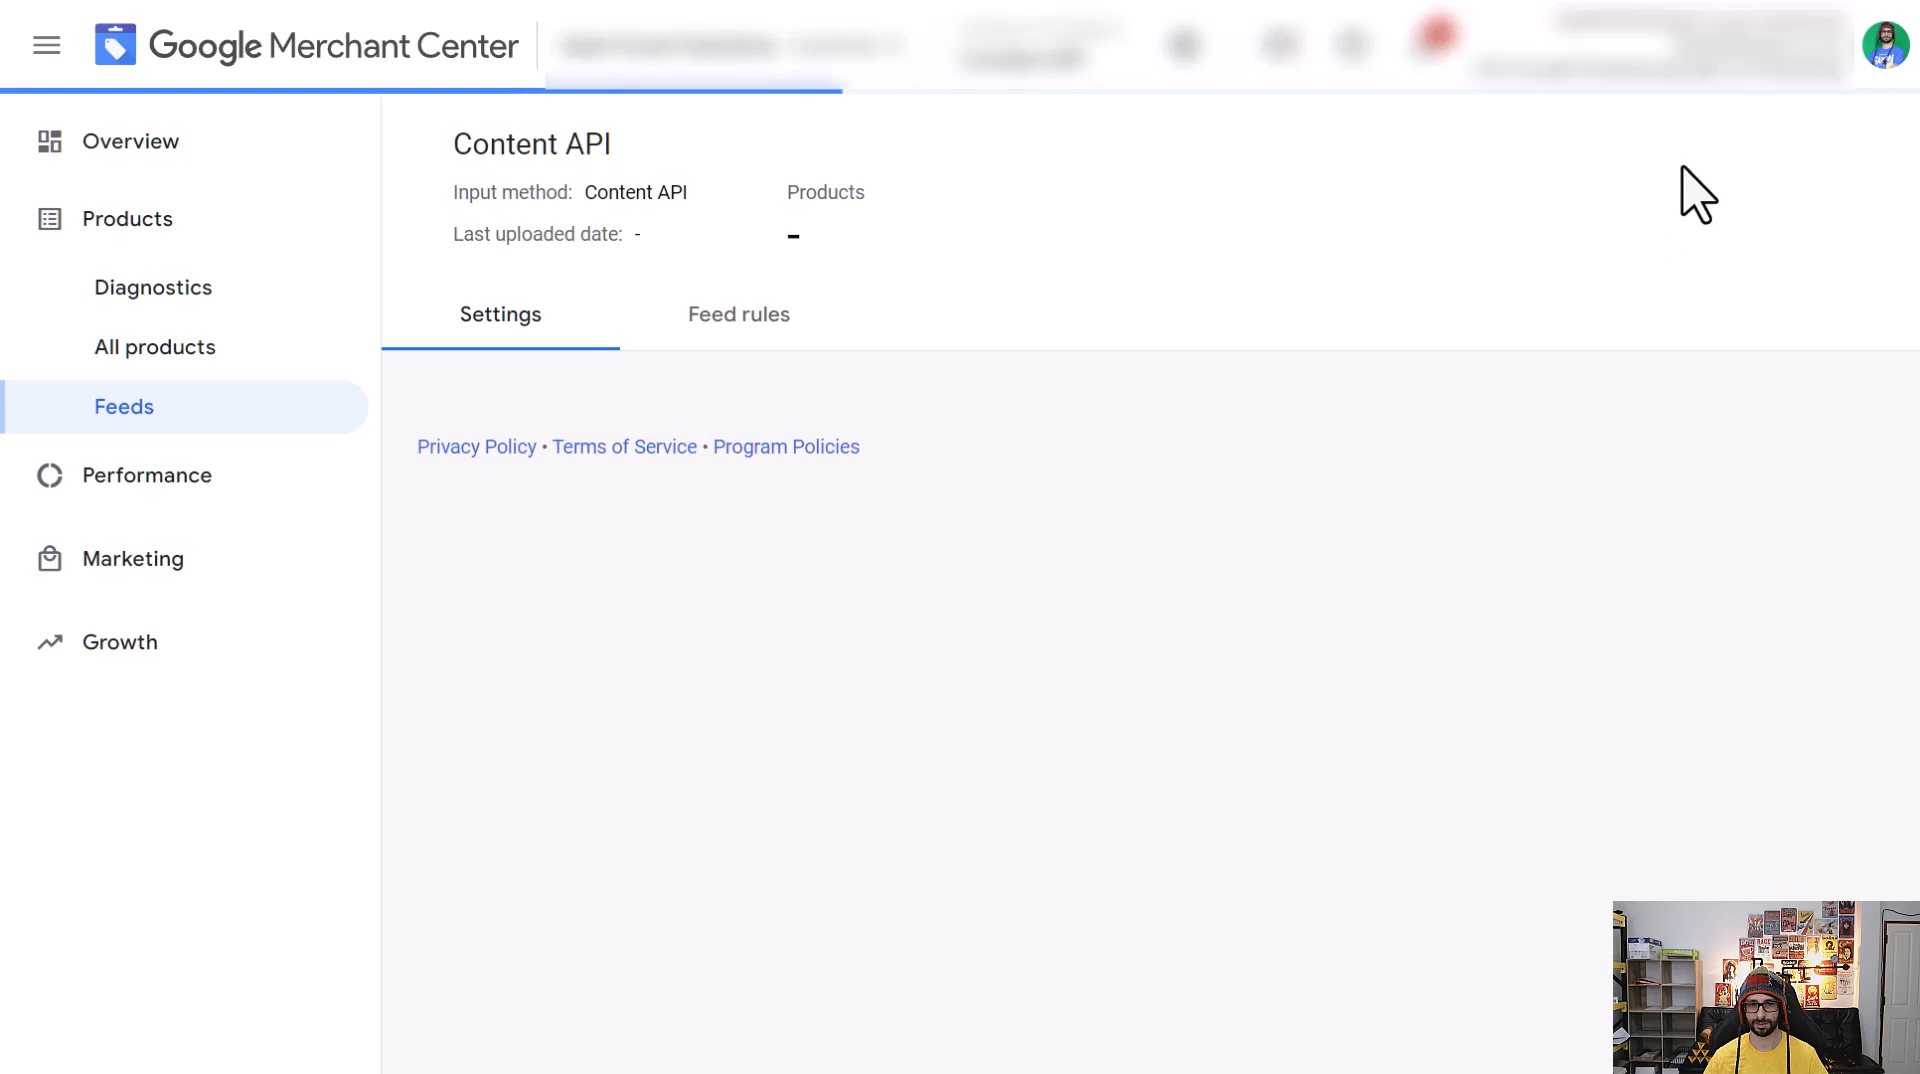 Google Merchant Center
Overview
Products
Diagnostics
All products
Feeds
Performance
Marketing
Growth
Content API
Input method: Content API
Last uploaded date: -
Products
-
Settings
Feed rules
Privacy Policy • Terms of Service • Program Policies